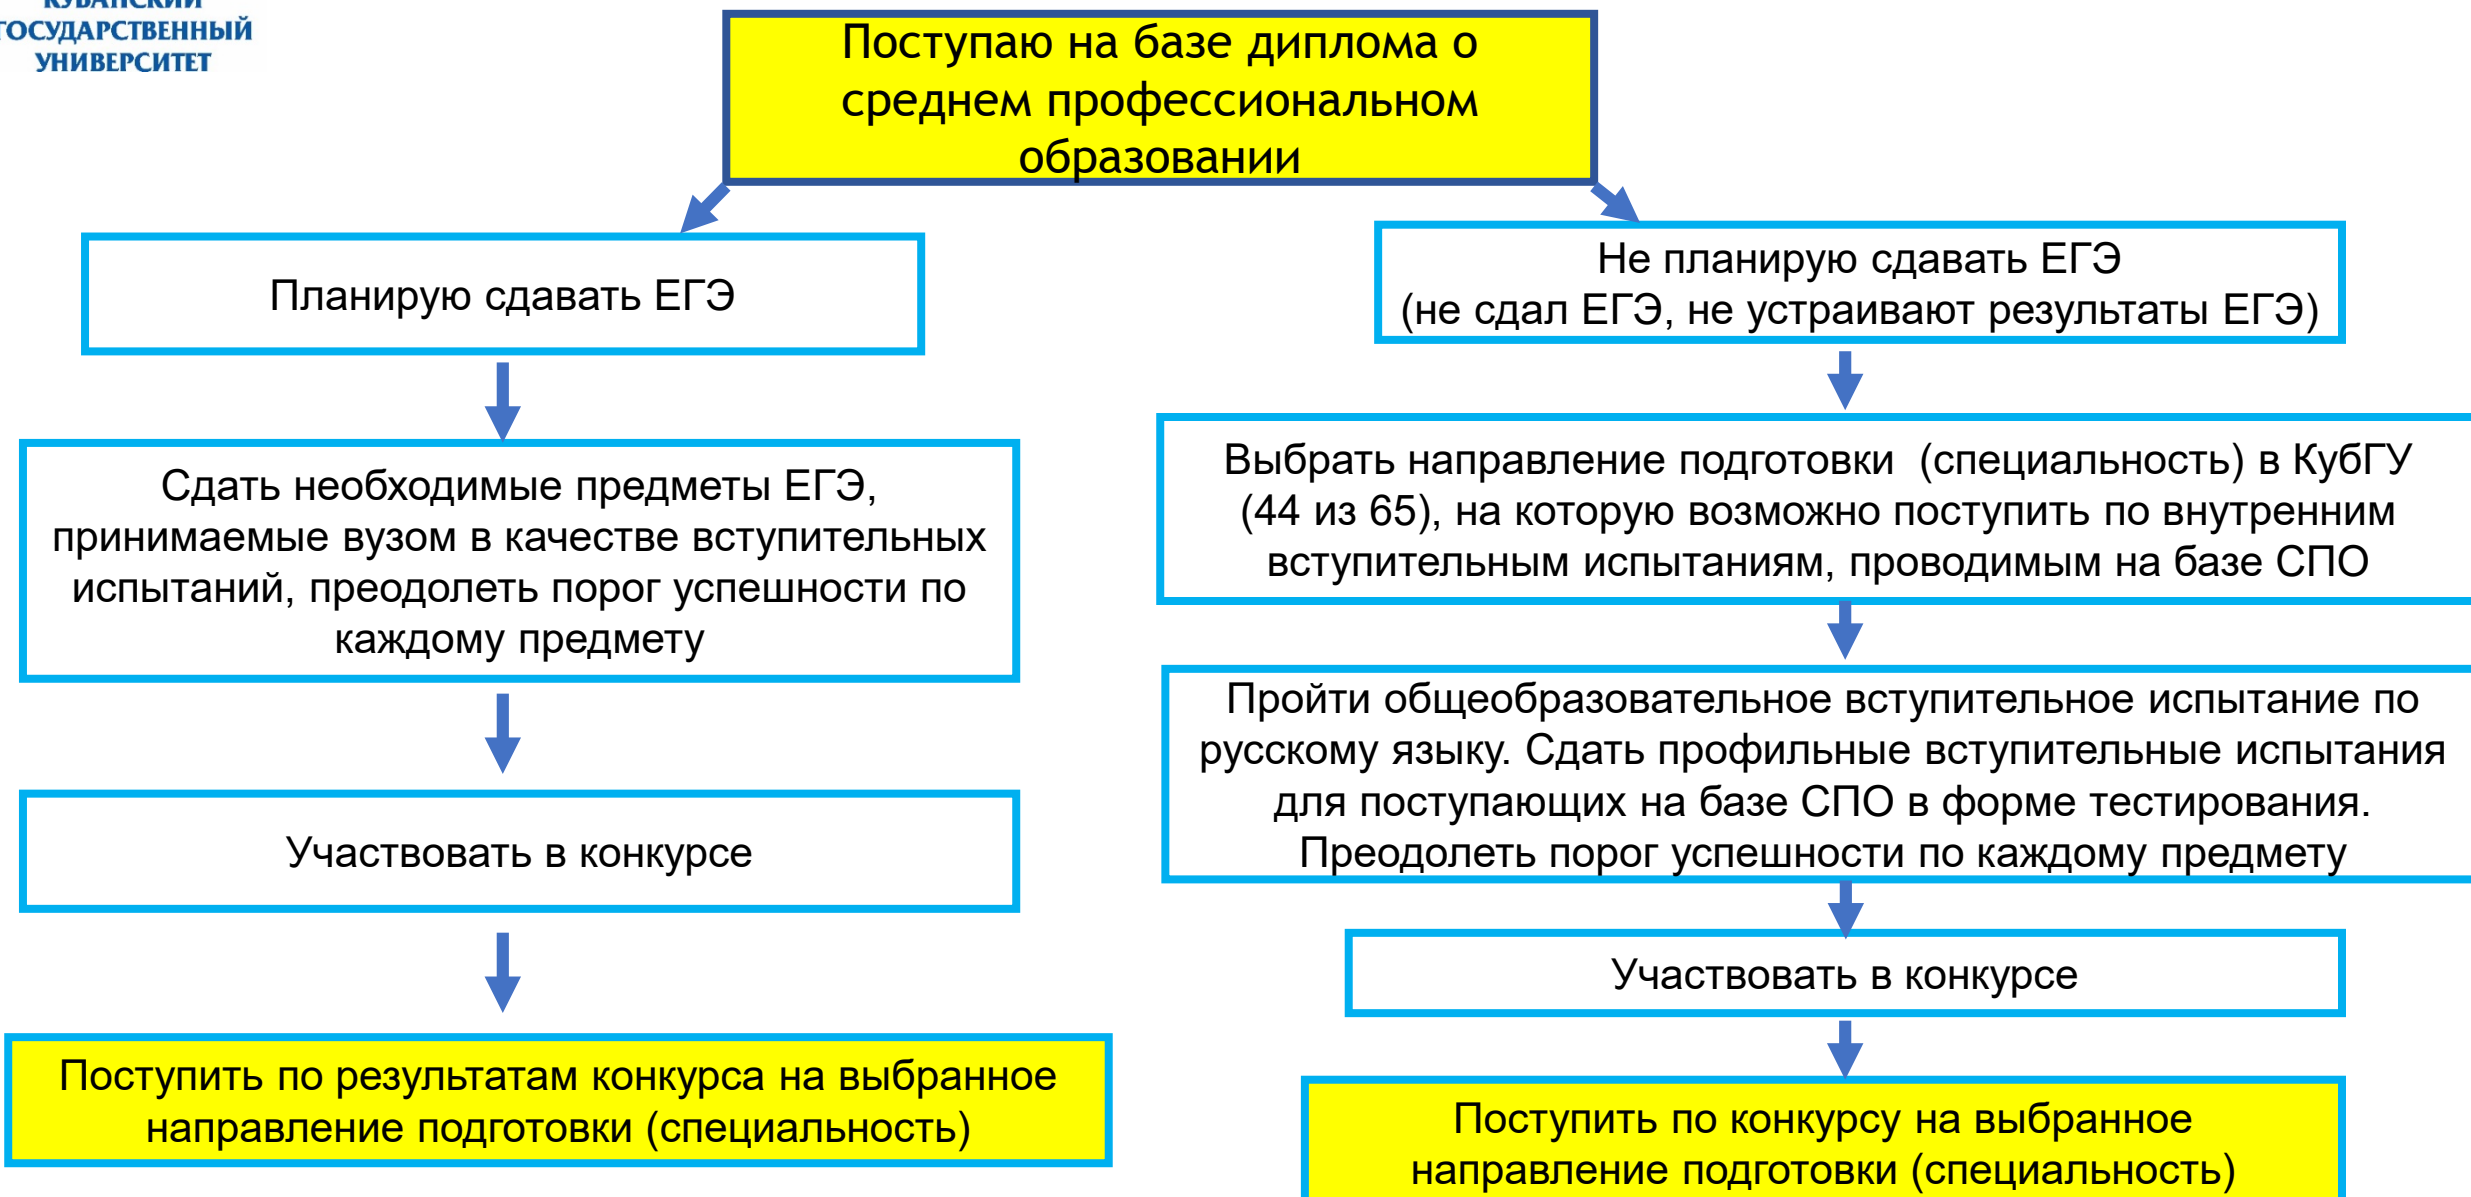 КУБАНСКИЙ
ГОСУДАРСТВЕННЫЙ
УНИВЕРСИТЕТ
Поступаю на базе диплома о
среднем профессиональном
образовании
Планирую сдавать ЕГЭ
Не планирую сдавать ЕГЭ
(не сдал ЕГЭ, не устраивают результаты ЕГЭ)
Сдать необходимые предметы ЕГЭ,
принимаемые вузом в качестве вступительных
испытаний, преодолеть порог успешности по
каждому предмету
Выбрать направление подготовки (специальность) в КубГУ
(44 из 65), на которую возможно поступить по внутренним
вступительным испытаниям, проводимым на базе СПО
Пройти общеобразовательное вступительное испытание по
русскому языку. Сдать профильные вступительные испытания
для поступающих на базе СПО в форме тестирования.
Преодолеть порог успешности по каждому предмету
Участвовать в конкурсе
Участвовать в конкурсе
Поступить по результатам конкурса на выбранное
направление подготовки (специальность)
Поступить по конкурсу на выбранное
направление подготовки (специальность)